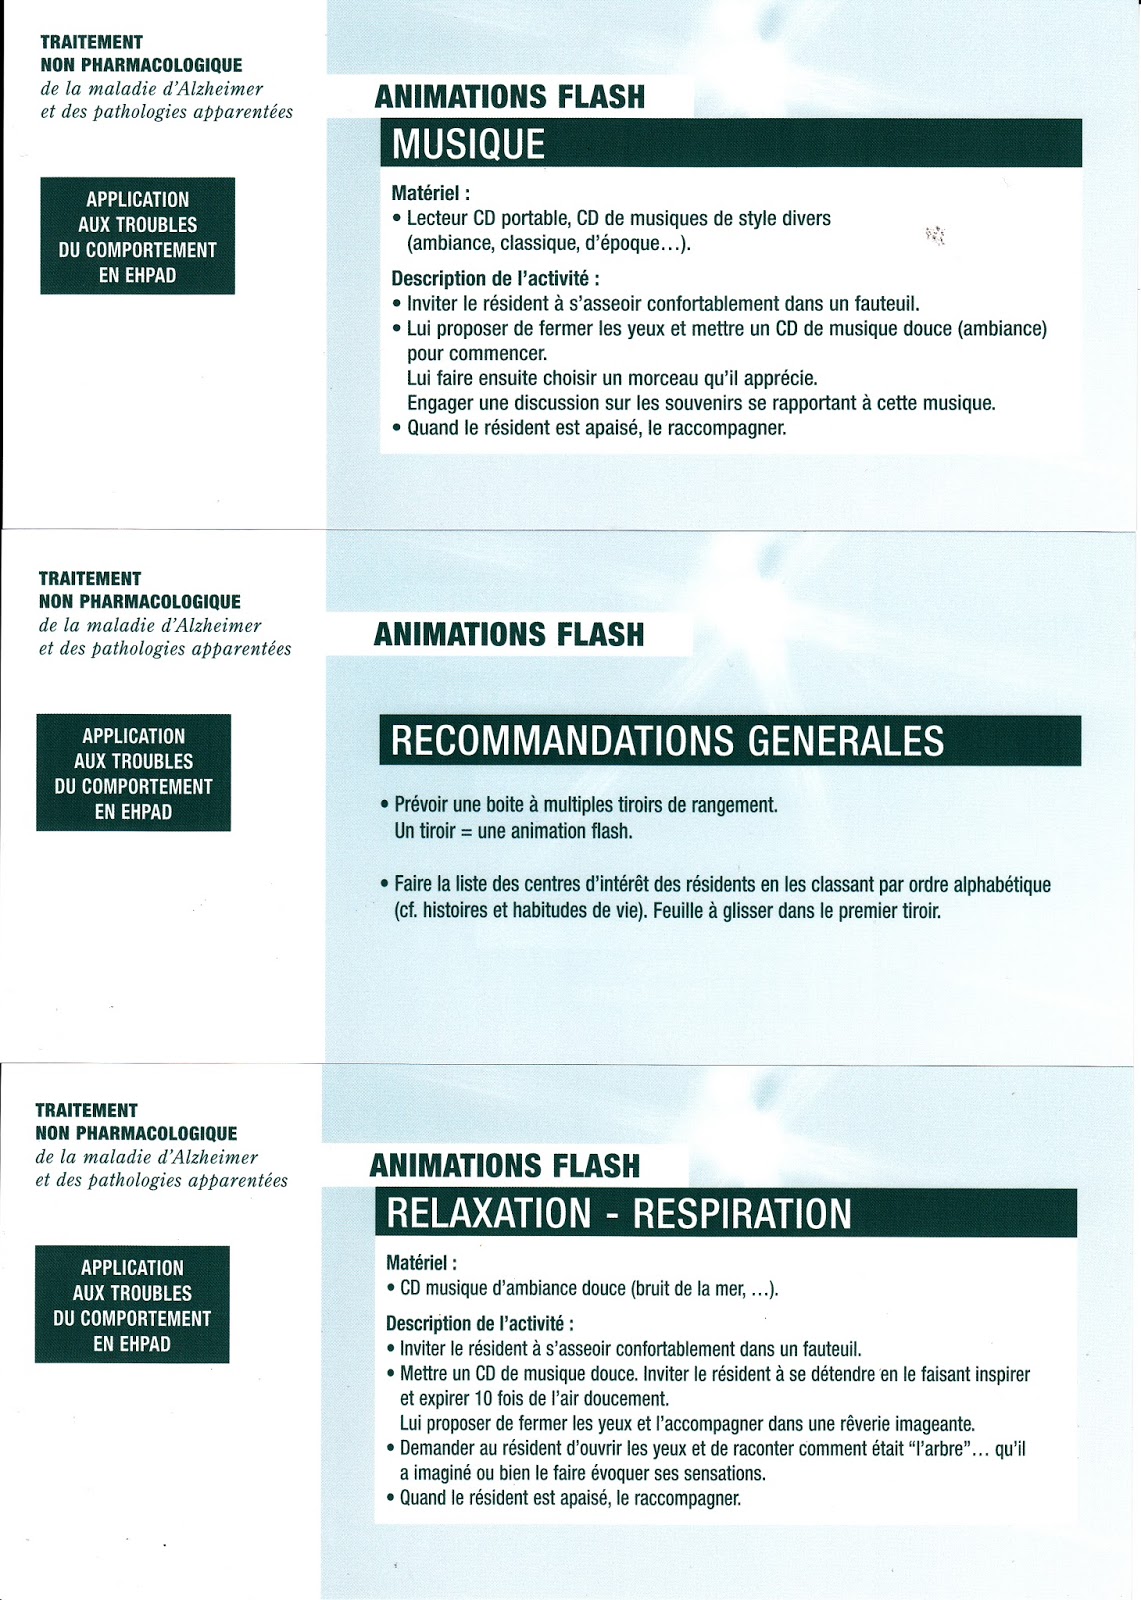 TRAITEMENT
NON PHARMACOLOGIQUE
de la maladie d'Alzheimer
et des pathologies apparentées
APPLICATION
AUX TROUBLES
DU COMPORTEMENT
EN EHPAD
ANIMATIONS FLASH
MUSIQUE
Matériel :
• Lecteur CD portable, CD de musiques de style divers
(ambiance, classique, d'époque…).
Description de l'activité :
• Inviter le résident à s'asseoir confortablement dans un fauteuil.
• Lui proposer de fermer les yeux et mettre un CD de musique douce (ambiance)
pour commencer.
Lui faire ensuite choisir un morceau qu'il apprécie.
Engager une discussion sur les souvenirs se rapportant à cette musique.
• Quand le résident est apaisé, le raccompagner.
TRAITEMENT
NON PHARMACOLOGIQUE
de la maladie d'Alzheimer
et des pathologies apparentées
APPLICATION
AUX TROUBLES
DU COMPORTEMENT
EN EHPAD
ANIMATIONS FLASH
RECOMMANDATIONS GENERALES
• Prévoir une boite à multiples tiroirs de rangement.
Un tiroir = une animation flash.
• Faire la liste des centres d'intérêt des résidents en les classant par ordre alphabétique
(cf. histoires et habitudes de vie). Feuille à glisser dans le premier tiroir.
TRAITEMENT
NON PHARMACOLOGIQUE
de la maladie d'Alzheimer
et des pathologies apparentées
APPLICATION
AUX TROUBLES
DU COMPORTEMENT
EN EHPAD
ANIMATIONS FLASH
RELAXATION - RESPIRATION
Matériel :
• CD musique d'ambiance douce (bruit de la mer, …).
Description de l'activité :
• Inviter le résident à s'asseoir confortablement dans un fauteuil.
• Mettre un CD de musique douce. Inviter le résident à se détendre en le faisant inspirer
et expirer 10 fois de l'air doucement.
Lui proposer de fermer les yeux et l'accompagner dans une rêverie imageante.
• Demander au résident d'ouvrir les yeux et de raconter comment était “l'arbre”… qu'il
a imaginé ou bien le faire évoquer ses sensations.
• Quand le résident est apaisé, le raccompagner.